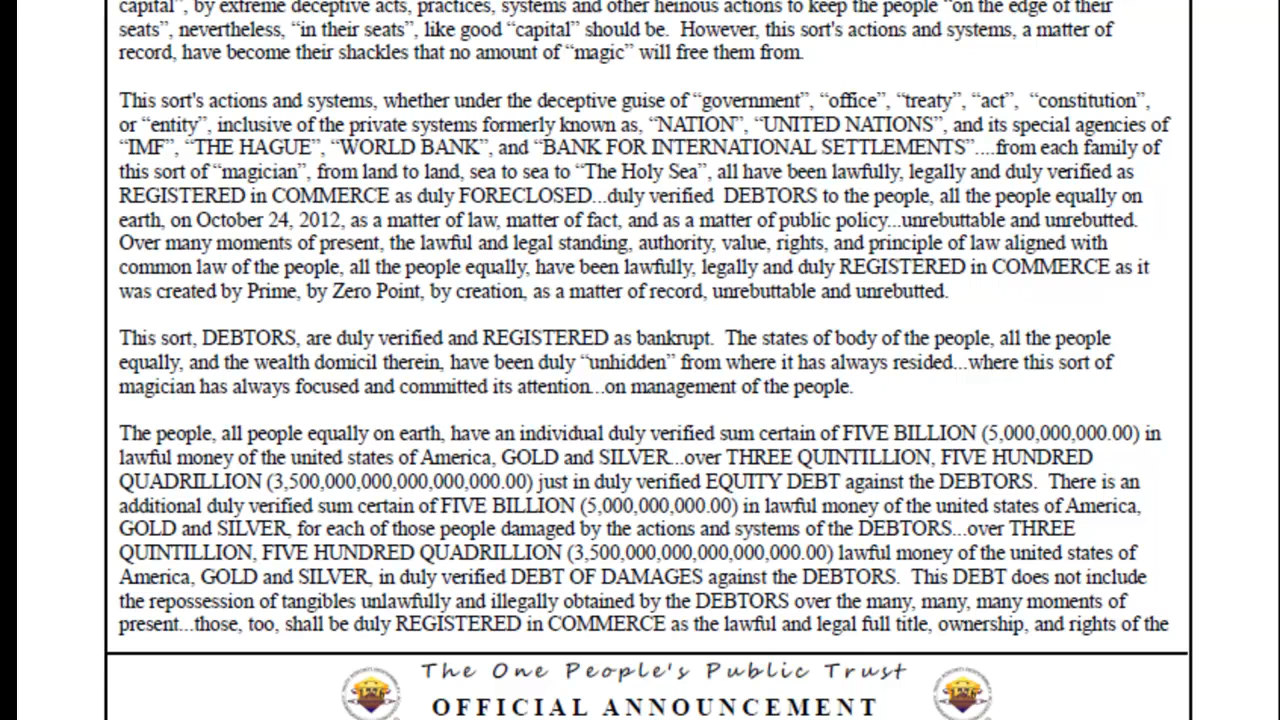 capital”, by extreme deceptive acts, practices, systems and other heinous actions to keep the people “on the edge of their
seats”, nevertheless, “in their seats”, like good “capital” should be.  However, this sort's actions and systems, a matter of
record, have become their shackles that no amount of “magic” will free them from.
This sort's actions and systems, whether under the deceptive guise of “government”, “office”, “treaty”, “act”,  “constitution”,
or “entity”, inclusive of the private systems formerly known as, “NATION”, “UNITED NATIONS”, and its special agencies of
“IMF”, “THE HAGUE”, “WORLD BANK”, and “BANK FOR INTERNATIONAL SETTLEMENTS”....from each family of
this sort of “magician”, from land to land, sea to sea to “The Holy Sea”, all have been lawfully, legally and duly verified as
REGISTERED in COMMERCE as duly FORECLOSED...duly verified  DEBTORS to the people, all the people equally on
earth, on October 24, 2012, as a matter of law, matter of fact, and as a matter of public policy...unrebuttable and unrebutted.
Over many moments of present, the lawful and legal standing, authority, value, rights, and principle of law aligned with
common law of the people, all the people equally, have been lawfully, legally and duly REGISTERED in COMMERCE as it
was created by Prime, by Zero Point, by creation, as a matter of record, unrebuttable and unrebutted.
This sort, DEBTORS, are duly verified and REGISTERED as bankrupt.  The states of body of the people, all the people
equally, and the wealth domicil therein, have been duly “unhidden” from where it has always resided...where this sort of
magician has always focused and committed its attention...on management of the people.
The people, all people equally on earth, have an individual duly verified sum certain of FIVE BILLION (5,000,000,000.00) in
lawful money of the united states of America, GOLD and SILVER...over THREE QUINTILLION, FIVE HUNDRED
QUADRILLION (3,500,000,000,000,000,000.00) just in duly verified EQUITY DEBT against the DEBTORS.  There is an
additional duly verified sum certain of FIVE BILLION (5,000,000,000.00) in lawful money of the united states of America,
GOLD and SILVER, for each of those people damaged by the actions and systems of the DEBTORS...over THREE
QUINTILLION, FIVE HUNDRED QUADRILLION (3,500,000,000,000,000,000.00) lawful money of the united states of
America, GOLD and SILVER, in duly verified DEBT OF DAMAGES against the DEBTORS.  This DEBT does not include
the repossession of tangibles unlawfully and illegally obtained by the DEBTORS over the many, many, many moments of
present...those, too, shall be duly REGISTERED in COMMERCE as the lawful and legal full title, ownership, and rights of the
The One People's Public Trust
OFFICIAL ANNOUNCEMENT